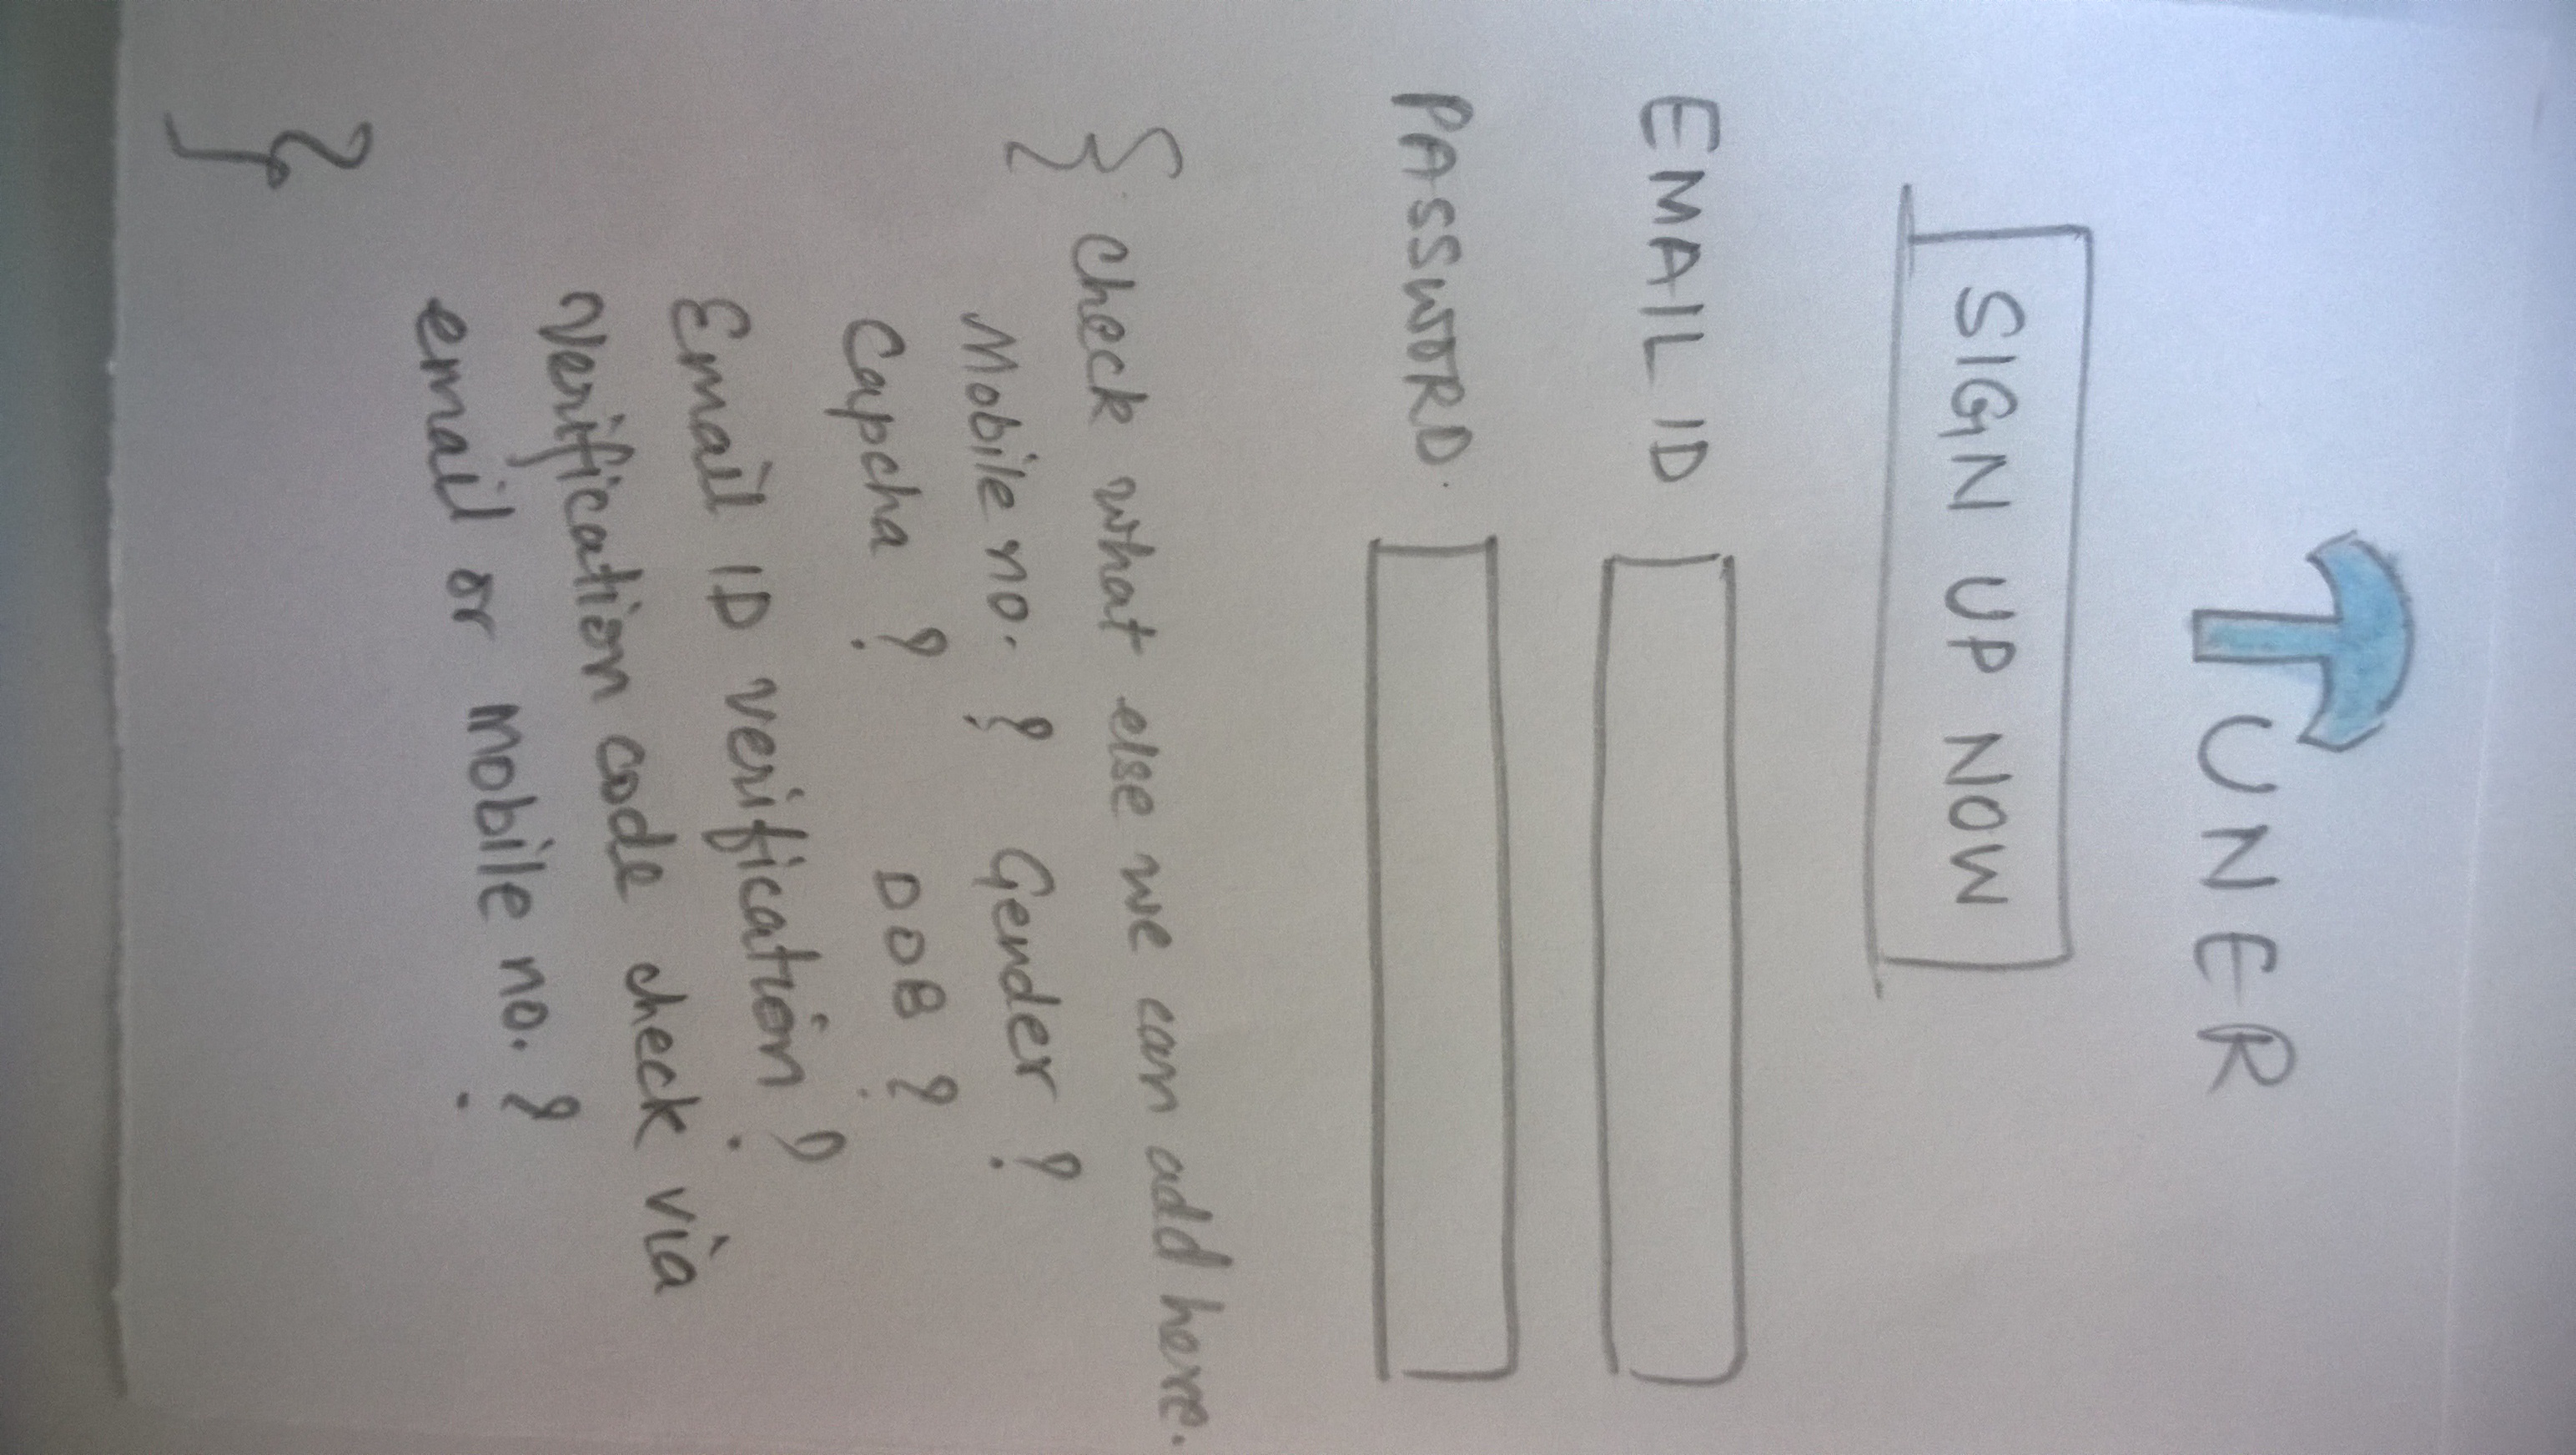 TUNER
SIGN UP NOW
EMAIL ID
PASSWORD.
{ check what else we can add here.
Mobile no. ? Gender ?
Capcha ? DOB ?
Email ID verification ?
Verification code check via
email or mobile no. ?
}